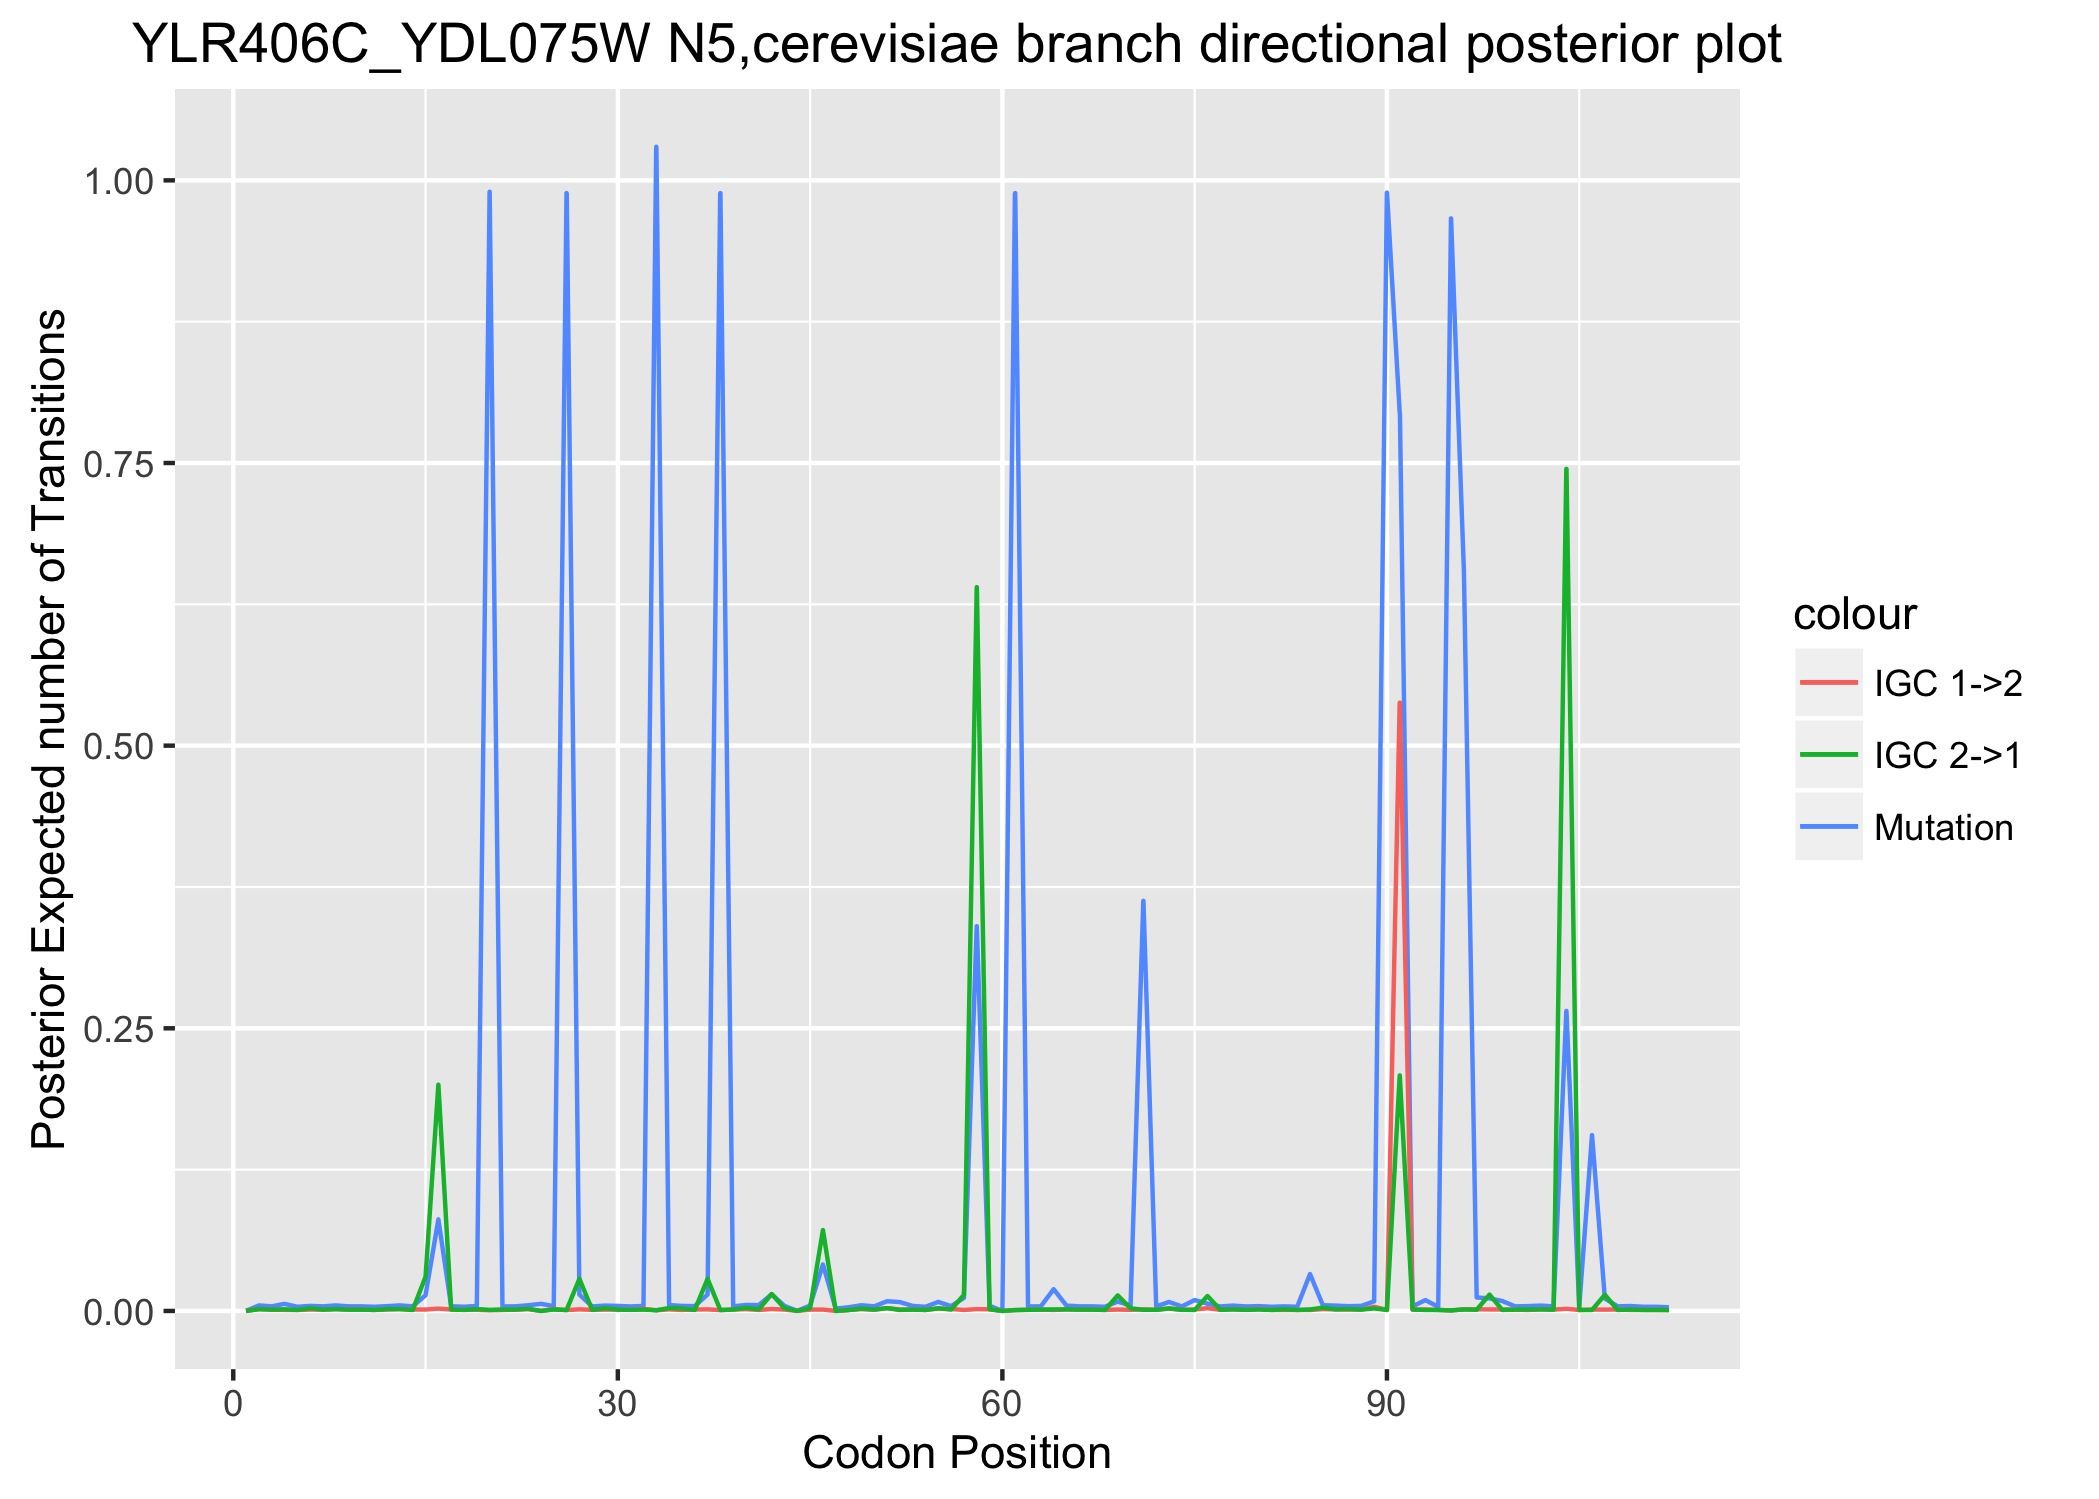 YLR406C_YDL075W N5,cerevisiae branch directional posterior plot
Posterior Expected number of Transitions
1.00
0.75
0.50
0.25
0.00
0
30
60
90
Codon Position
colour
IGC 1->2
IGC 2->1
Mutation